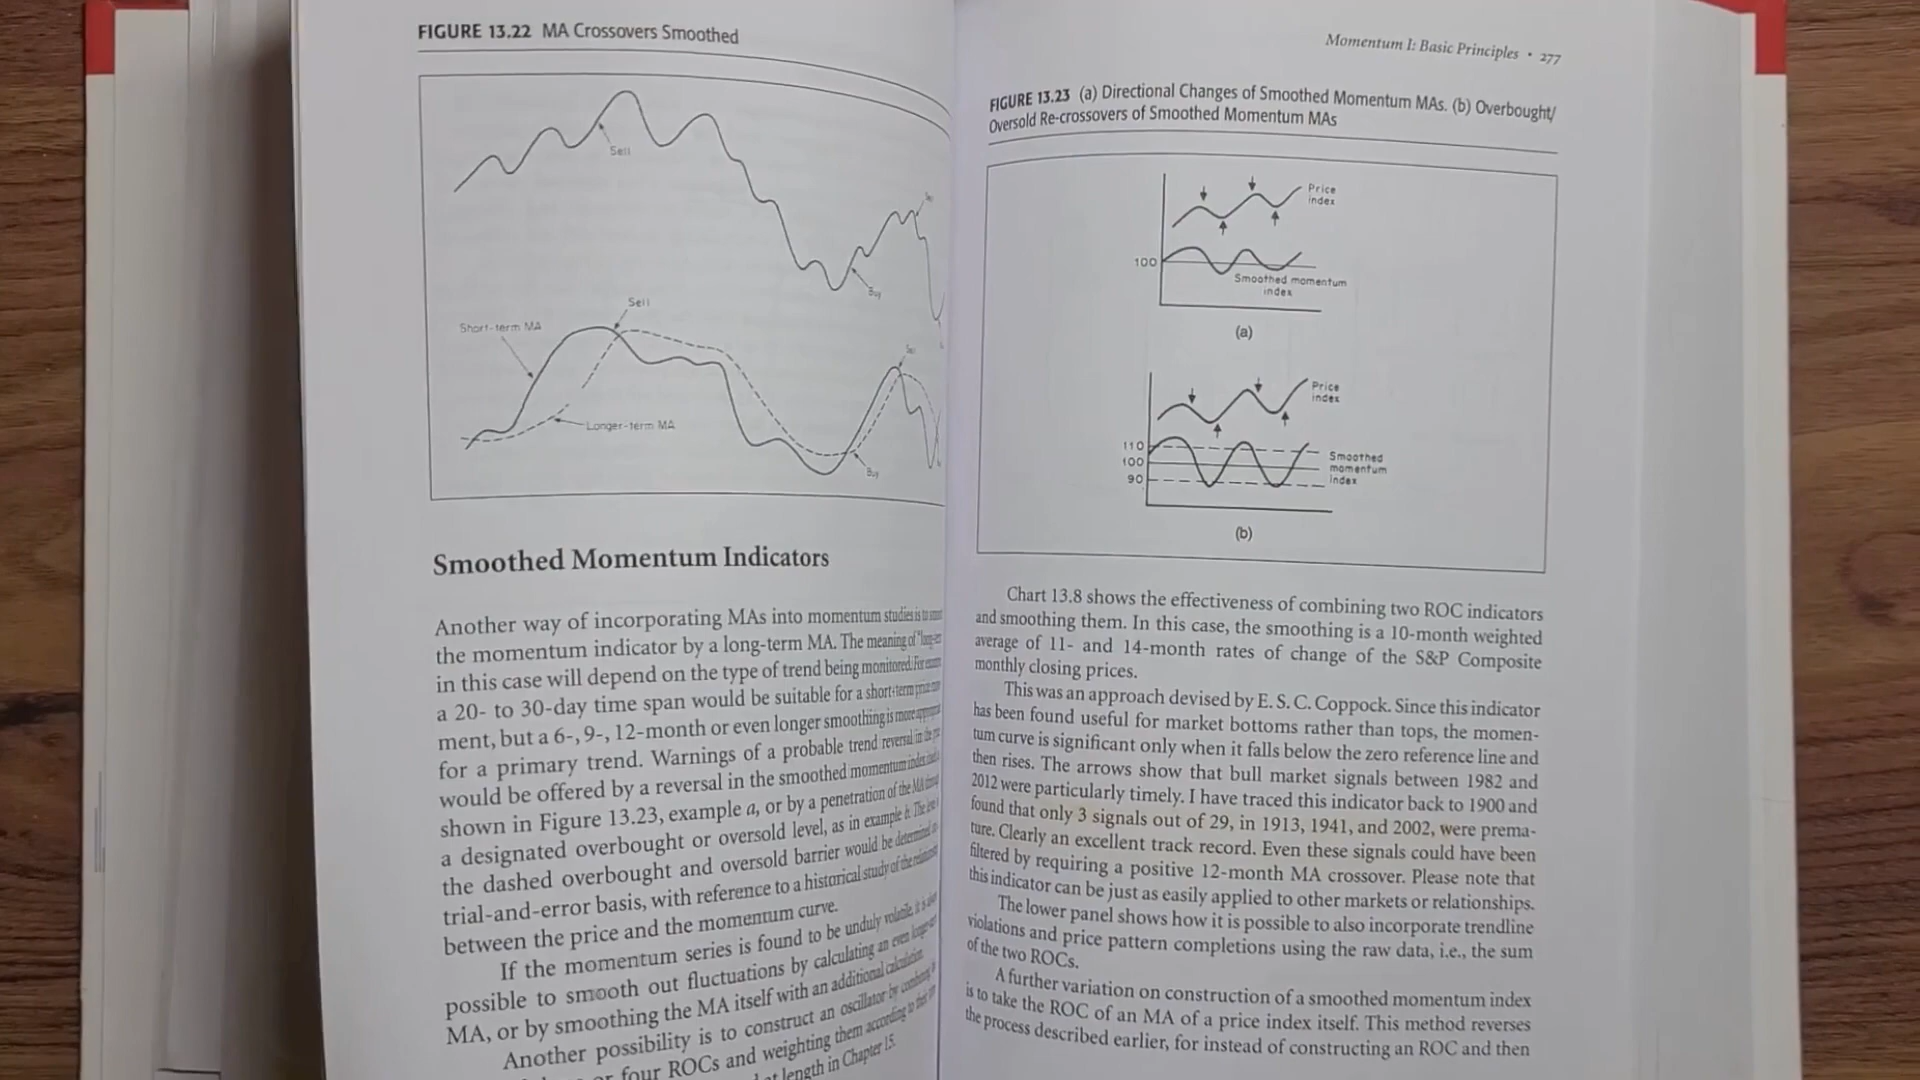 FIGURE 13.22 MA Crossovers Smoothed
Sell
Sell
Buy
Sell
Short-term MA
Sell
Longer-term MA
Buy
Smoothed Momentum Indicators
Another way of incorporating MAs into momentum studies is to
the momentum indicator by a long-term MA. The meaning of
in this case will depend on the type of trend being monitored. For
a 20- to 30-day time span would be suitable for a short-term price
ment, but a 6-, 9-, 12-month or even longer smoothing is more
for a primary trend. Warnings of a probable trend reversal in the
would be offered by a reversal in the smoothed momentum index
shown in Figure 13.23, example a, or by a penetration of the MA
a designated overbought or oversold level, as in example b. The
the dashed overbought and oversold barrier would be determined
trial-and-error basis, with reference to a historical study of the
between the price and the momentum curve.
If the momentum series is found to be unduly volatile, it is
possible to smooth out fluctuations by calculating an even
MA, or by smoothing the MA itself with an additional calculation.
Another possibility is to construct an oscillator by combining
or four ROCs and weighting them according to their
at length in Chapter 15.
Momentum I: Basic Principles • 277
FIGURE 13.23 (a) Directional Changes of Smoothed Momentum MAs. (b) Overbought/
Oversold Re-crossovers of Smoothed Momentum MAs
Price
index
100
Smoothed momentum
index
(a)
Price
index
110
100
90
Smoothed
momentum
index
(b)
Chart 13.8 shows the effectiveness of combining two ROC indicators
and smoothing them. In this case, the smoothing is a 10-month weighted
average of 11- and 14-month rates of change of the S&P Composite
monthly closing prices.
This was an approach devised by E. S. C. Coppock. Since this indicator
has been found useful for market bottoms rather than tops, the momen-
tum curve is significant only when it falls below the zero reference line and
then rises. The arrows show that bull market signals between 1982 and
2012 were particularly timely. I have traced this indicator back to 1900 and
found that only 3 signals out of 29, in 1913, 1941, and 2002, were prema-
ture. Clearly an excellent track record. Even these signals could have been
filtered by requiring a positive 12-month MA crossover. Please note that
this indicator can be just as easily applied to other markets or relationships.
The lower panel shows how it is possible to also incorporate trendline
violations and price pattern completions using the raw data, i.e., the sum
of the two ROCs.
A further variation on construction of a smoothed momentum index
is to take the ROC of an MA of a price index itself. This method reverses
the process described earlier, for instead of constructing an ROC and then